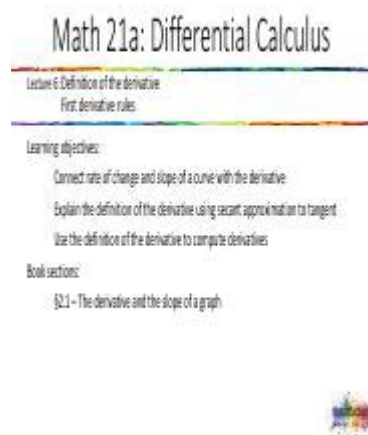 Math 21a: Differential Calculus
Lecture 6: Definition of the derivative
First derivative rules
Learning objectives:
Connect rate of change and slope of a curve with the derivative
Explain the definition of the derivative using secant approximation to tangent
Use the definition of the derivative to compute derivatives
Book sections:
§2.1 – The derivative and the slope of a graph